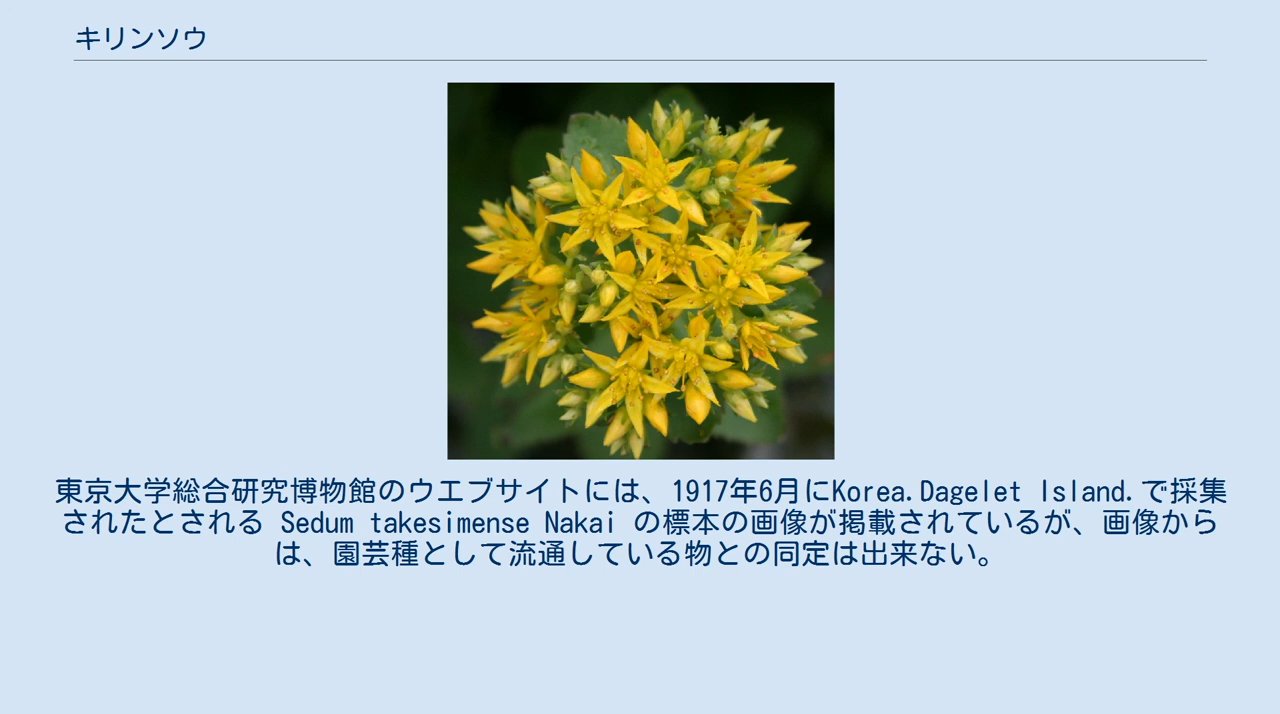 キリンソウ
東京大学総合研究博物館のウエブサイトには、1917年6月にKorea.Dagelet Island.で採集
されたとされる Sedum takesimense Nakai の標本の画像が掲載されているが、画像から
は、園芸種として流通している物との同定は出来ない。